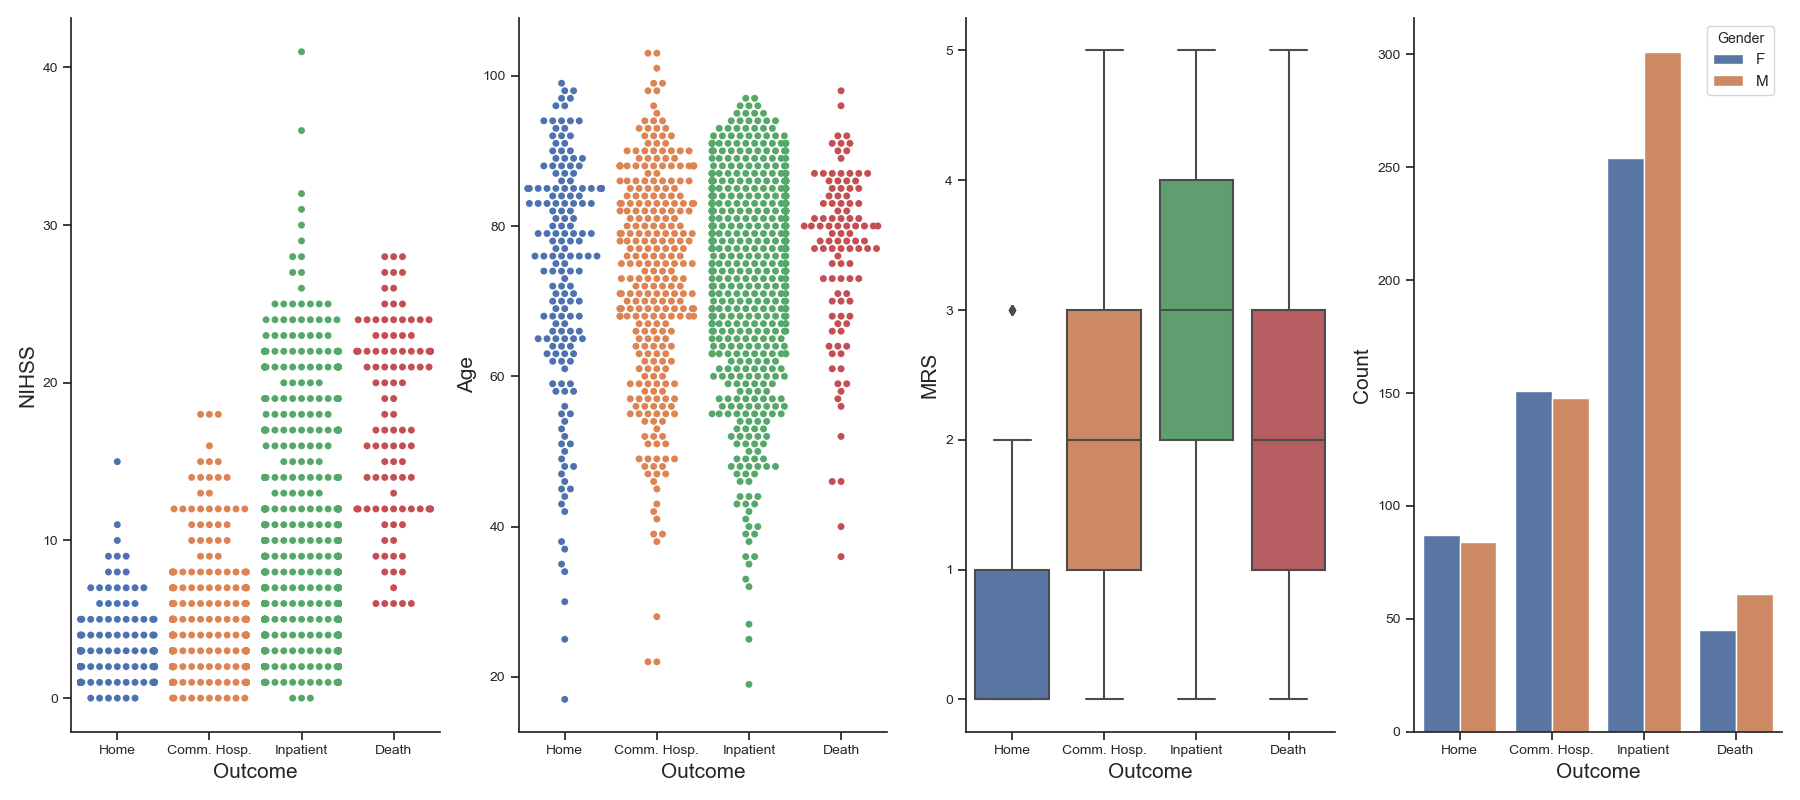 NIHSS
40
30
20
10
0
Home Comm. Hosp. Inpatient Death
Outcome
Age
100
80
60
40
20
Home Comm. Hosp. Inpatient Death
Outcome
MRS
5
4
3
2
1
0
Home Comm. Hosp. Inpatient Death
Outcome
Count
300
250
200
150
100
50
0
Gender
F
M
Home Comm. Hosp. Inpatient Death
Outcome